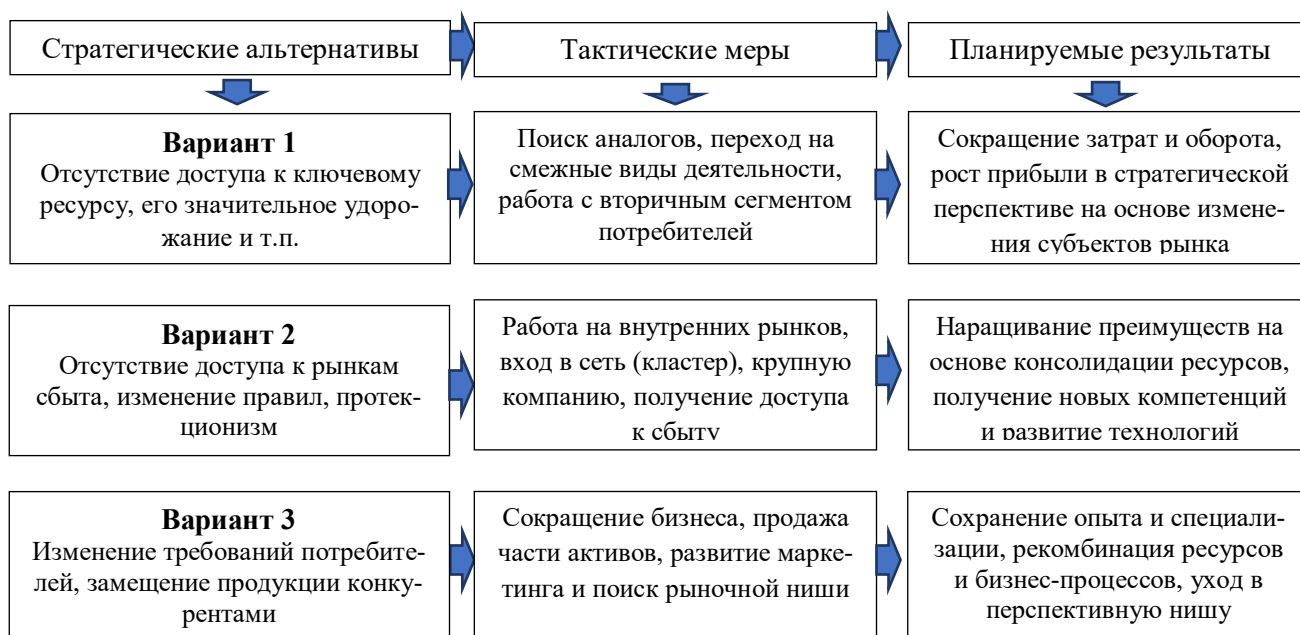 Стратегические альтернативы
Тактические меры
Планируемые результаты
Вариант 1
Отсутствие доступа к ключевому
ресурсу, его значительное удоро-
жание и т.п.
Поиск аналогов, переход на
смежные виды деятельности,
работа с вторичным сегментом
потребителей
Сокращение затрат и оборота,
рост прибыли в стратегической
перспективе на основе измене-
ния субъектов рынка
Вариант 2
Отсутствие доступа к рынкам
сбыта, изменение правил, протек-
ционизм
Работа на внутренних рынков,
вход в сеть (кластер), крупную
компанию, получение доступа
к сбыту
Наращивание преимуществ на
основе консолидации ресурсов,
получение новых компетенций
и развитие технологий
Вариант 3
Изменение требований потребите-
лей, замещение продукции конку-
рентами
Сокращение бизнеса, продажа
части активов, развитие марке-
тинга и поиск рыночной ниши
Сохранение опыта и специали-
зации, рекомбинация ресурсов
и бизнес-процессов, уход в
перспективную нишу